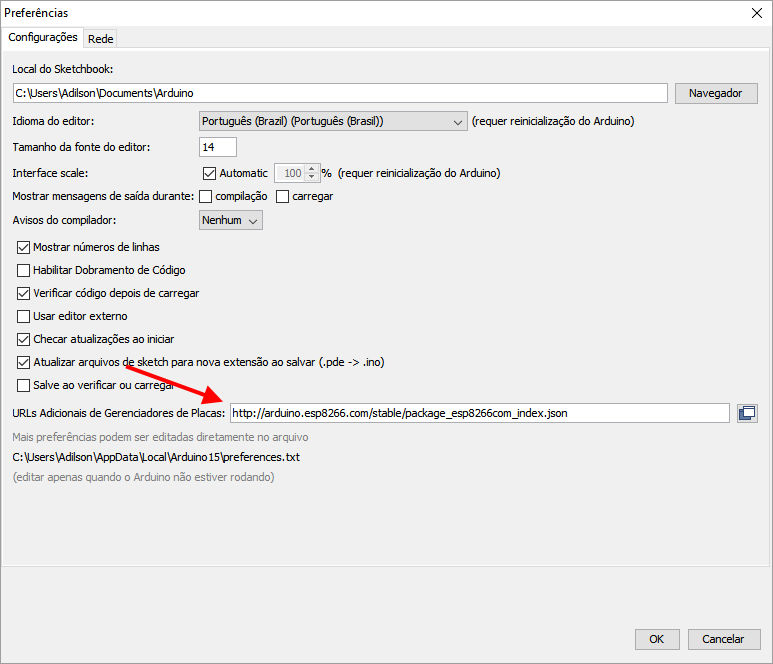 Preferências
Configurações Rede
Local do Sketchbook:
C:\Users\Adilson\Documents\Arduino Navegador
Idioma do editor: Português (Brazil) (Português (Brasil)) (requer reinicialização do Arduino)
Tamanho da fonte do editor: 14
Interface scale: Automatic 100 % (requer reinicialização do Arduino)
Mostrar mensagens de saída durante: compilação carregar
Avisos do compilador: Nenhum
Mostrar números de linhas
Habilitar Dobramento de Código
Verificar código depois de carregar
Usar editor externo
Checar atualizações ao iniciar
Atualizar arquivos de sketch para nova extensão ao salvar (.pde -> .ino)
Salve ao verificar ou carregar
URLs Adicionais de Gerenciadores de Placas: http://arduino.esp8266.com/stable/package_esp8266com_index.json
Mais preferências podem ser editadas diretamente no arquivo
C:\Users\Adilson\AppData\Local\Arduino15\preferences.txt
(editar apenas quando o Arduino não estiver rodando)
OK Cancelar